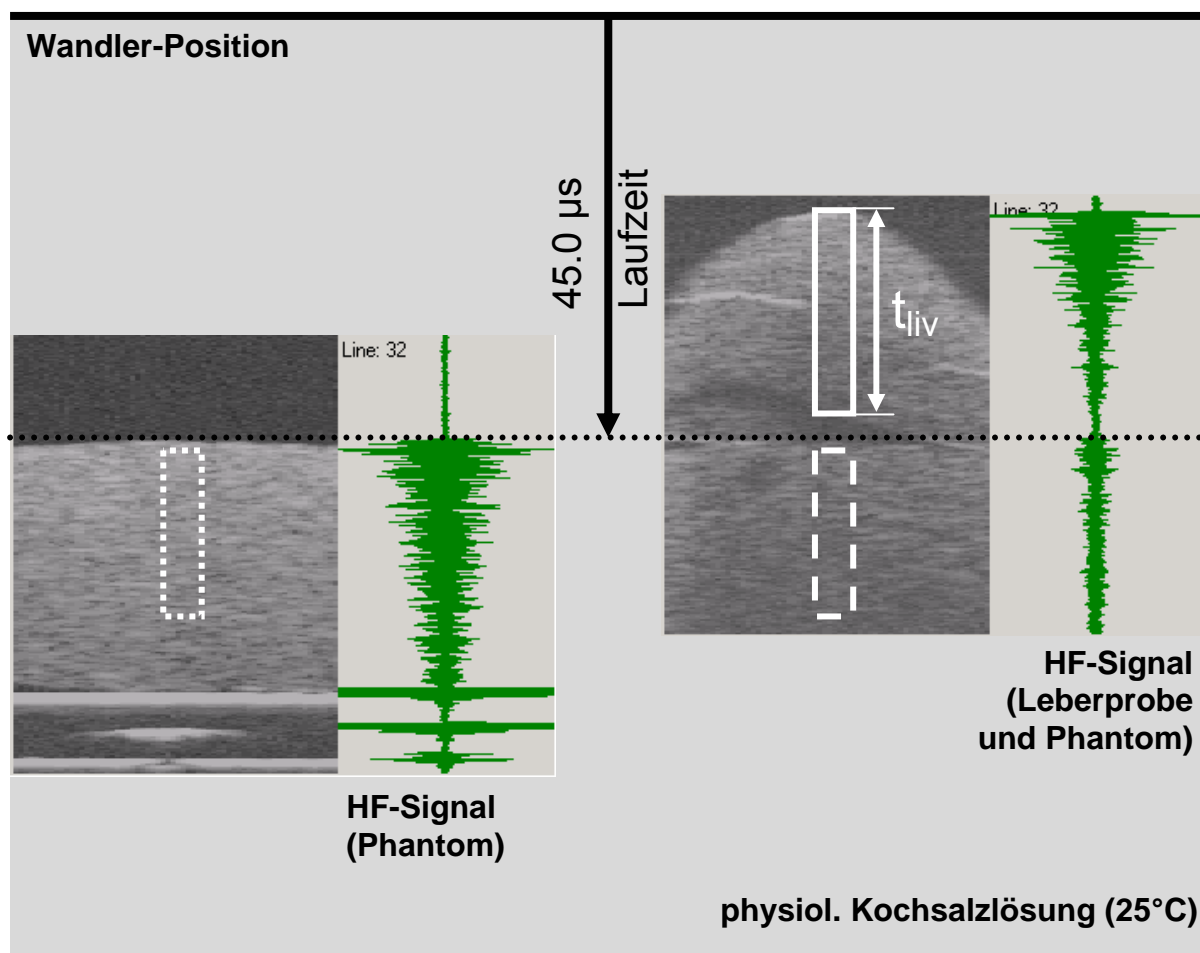 Wandler-Position
45.0 µs
Laufzeit
Line: 32
t_liv
Line: 32
HF-Signal
(Leberprobe
und Phantom)
HF-Signal
(Phantom)
physiol. Kochsalzlösung (25°C)